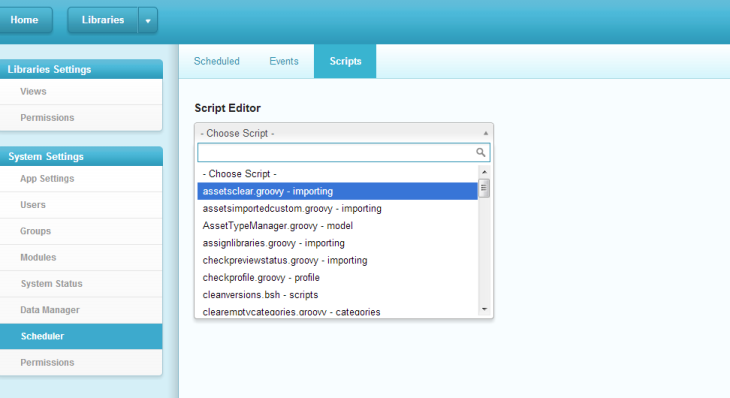 Home
Libraries
Libraries Settings
Views
Permissions
System Settings
App Settings
Users
Groups
Modules
System Status
Data Manager
Scheduler
Permissions
Scheduled Events Scripts
Script Editor
- Choose Script -
- Choose Script -
assetsclear.groovy - importing
assetsimportedcustom.groovy - importing
AssetTypeManager.groovy - model
assignlibraries.groovy - importing
checkpreviewstatus.groovy - importing
checkprofile.groovy - profile
cleanversions.bsh - scripts
clearemptycategories.groovy - categories